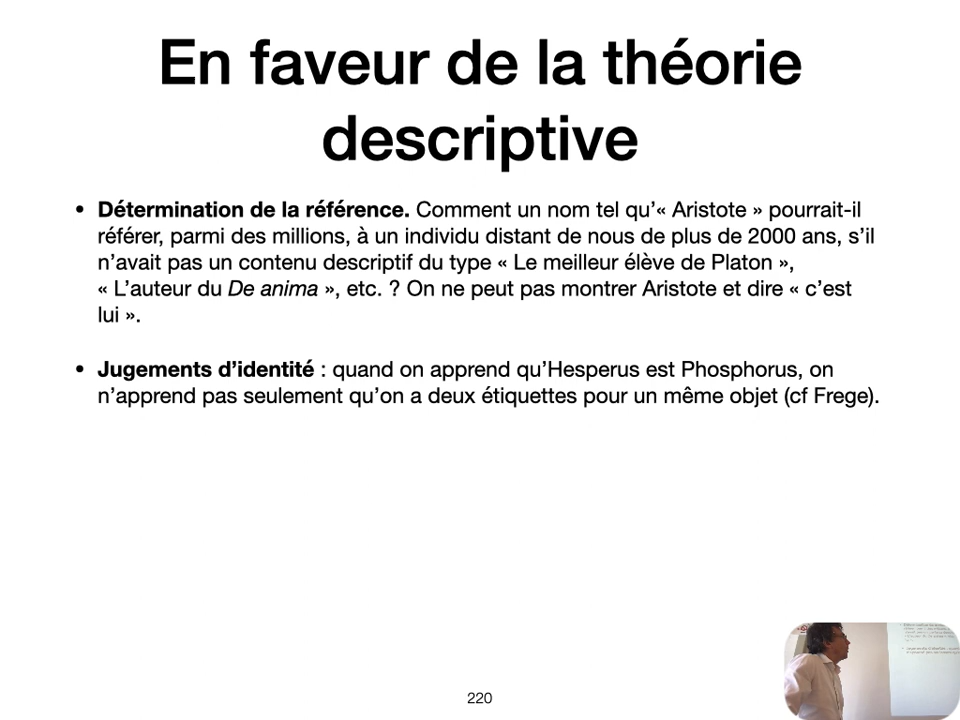 En faveur de la théorie
descriptive
• Détermination de la référence. Comment un nom tel qu’« Aristote » pourrait-il
référer, parmi des millions, à un individu distant de nous de plus de 2000 ans, s’il
n’avait pas un contenu descriptif du type « Le meilleur élève de Platon »,
« L’auteur du De anima », etc. ? On ne peut pas montrer Aristote et dire « c’est
lui ».
• Jugements d’identité : quand on apprend qu’Hesperus est Phosphorus, on
n’apprend pas seulement qu’on a deux étiquettes pour un même objet (cf Frege).
220